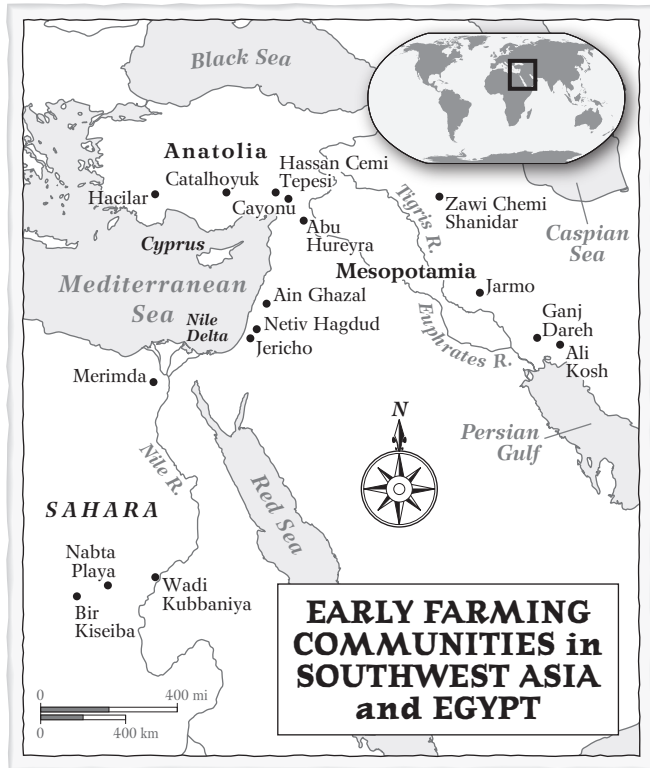 Black Sea
Anatolia
Hassan Cemi
Tepesi
Catalhoyuk
Hacilar
Cayonu
Zawi Chemi
Shanidar
Tigris R.
Abu
Hureyra
Caspian
Sea
Cyprus
Mesopotamia
Mediterranean
Sea
Jarmo
Ain Ghazal
Nile
Delta
Netiv Hagdud
Jericho
Euphrates R.
Ganj
Dareh
Ali
Kosh
Merimda
N
Persian
Gulf
Nile R.
Red Sea
SAHARA
Nabta
Playa
Wadi
Kubbaniya
Bir
Kiseiba
EARLY FARMING
COMMUNITIES in
SOUTHWEST ASIA
and EGYPT
0 400 mi
0 400 km